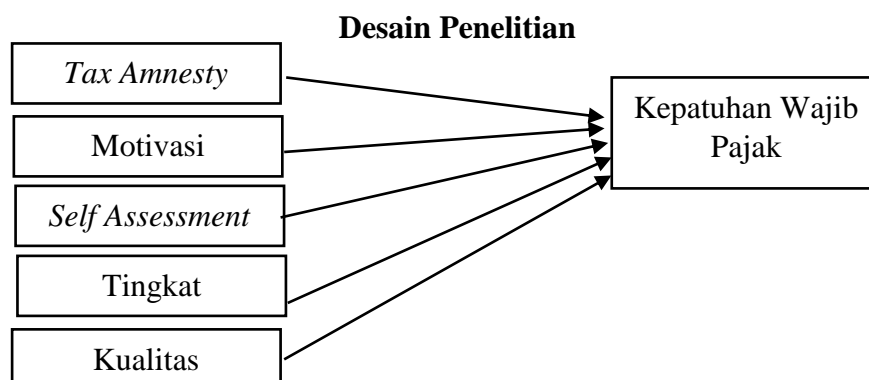 Desain Penelitian
Tax Amnesty
Motivasi
Self Assessment
Tingkat
Kualitas
Kepatuhan Wajib
Pajak